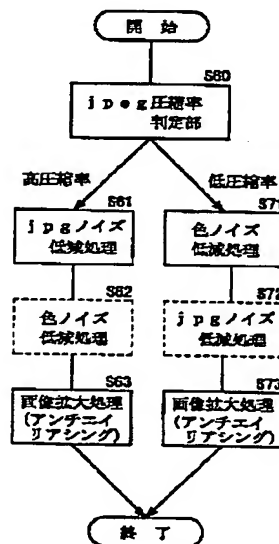 開 始
S60
jpeg圧縮率
判定部
高圧縮率
低圧縮率
S61
jpgノイズ
低減処理
S71
色ノイズ
低減処理
S62
色ノイズ
低減処理
S72
jpgノイズ
低減処理
S63
画像拡大処理
(アンチエイ
リアシング)
S73
画像拡大処理
(アンチエイ
リアシング)
終 了